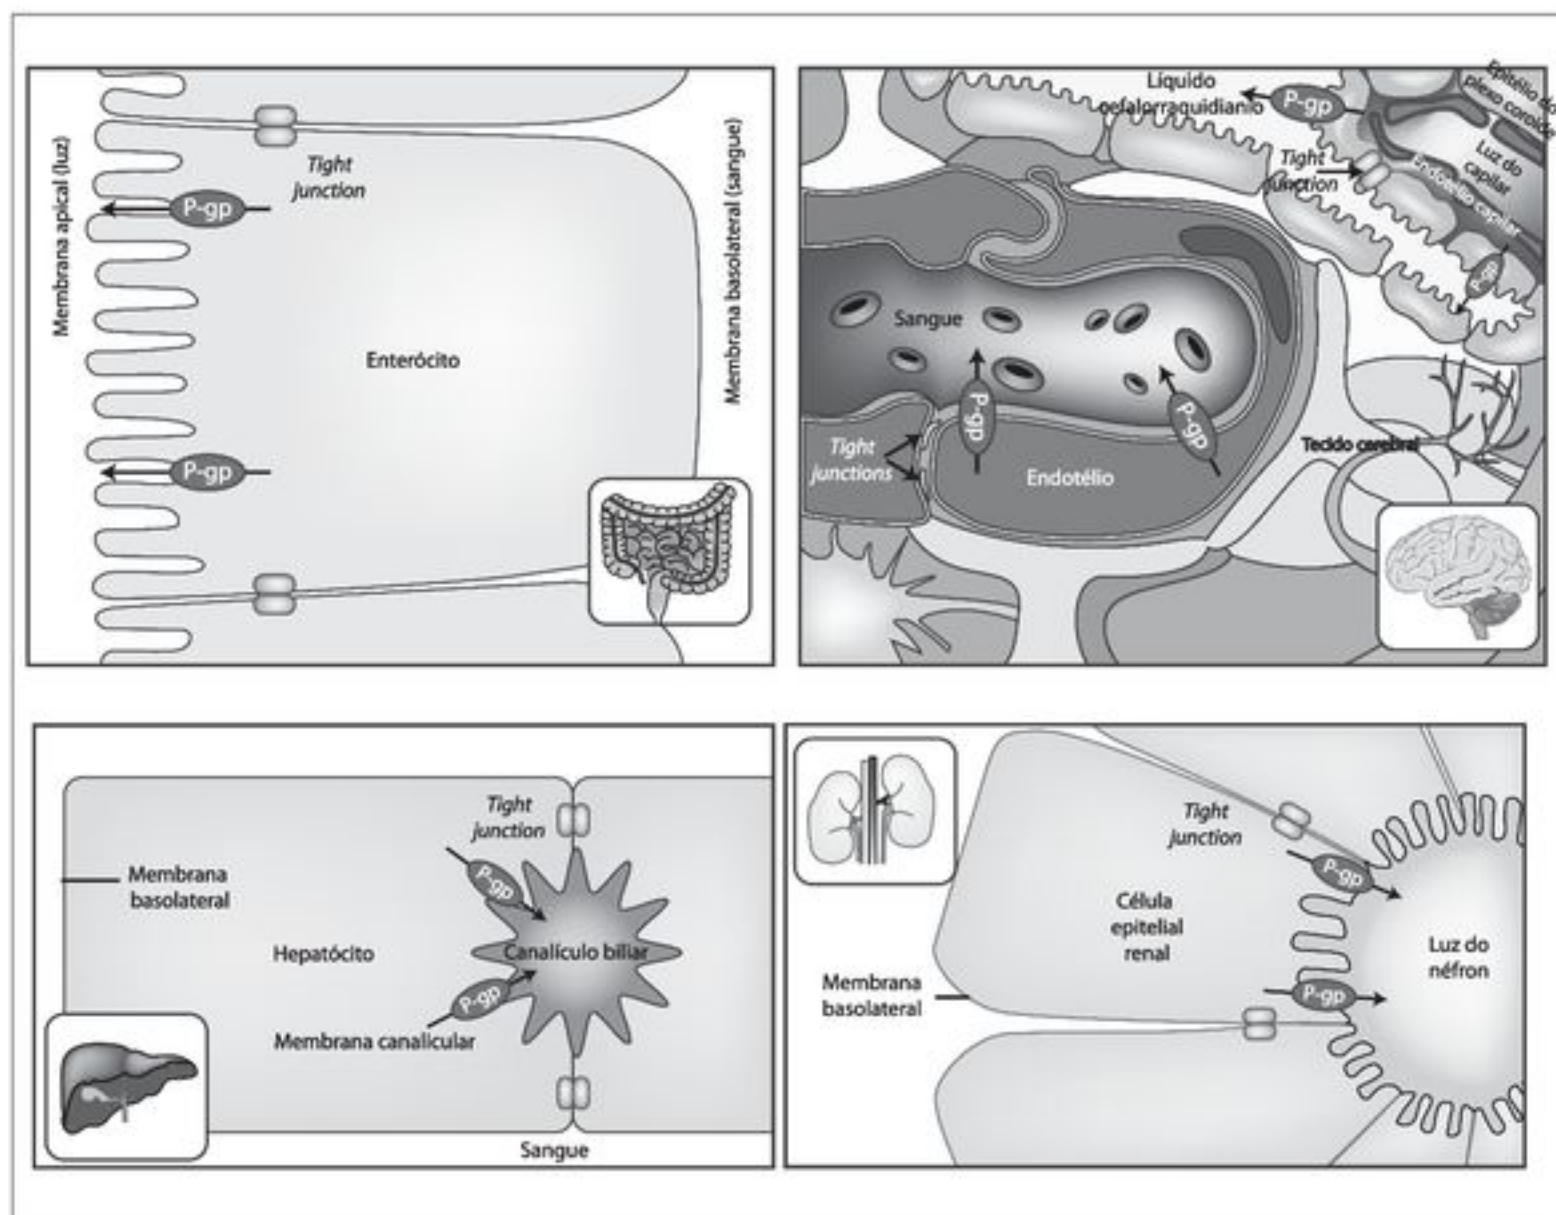 Membrana apical (luz)
P-gp
Tight
junction
Enterócito
P-gp
Membrana basolateral (sangue)
Líquido
cefalorraquidianio
P-gp
Epitélio do
plexo coroide
Luz do
capilar
Endotélio capilar
Tight
junction
P-gp
Sangue
P-gp
P-gp
Tight
junctions
Endotélio
Tecido cerebral
Tight
junction
Membrana
basolateral
P-gp
Hepatócito
Canalículo biliar
P-gp
Membrana canalicular
Sangue
Tight
junction
P-gp
Célula
epitelial
renal
Luz do
néfron
Membrana
basolateral
P-gp